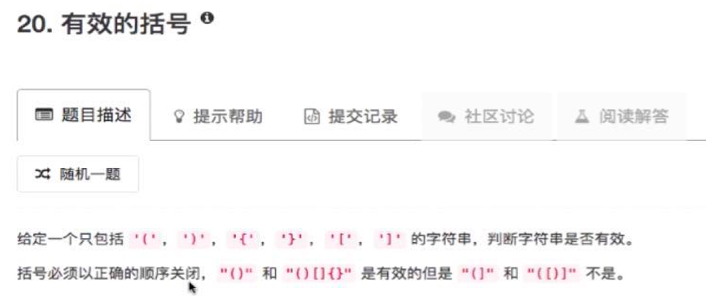 20. 有效的括号
题目描述 提示帮助 提交记录 社区讨论 阅读解答
随机一题
给定一个只包括 '(', ')', '{', '}', '[', ']' 的字符串，判断字符串是否有效。
括号必须以正确的顺序关闭，"()" 和 "()[]{}" 是有效的但是 "(]" 和 "([)]" 不是。